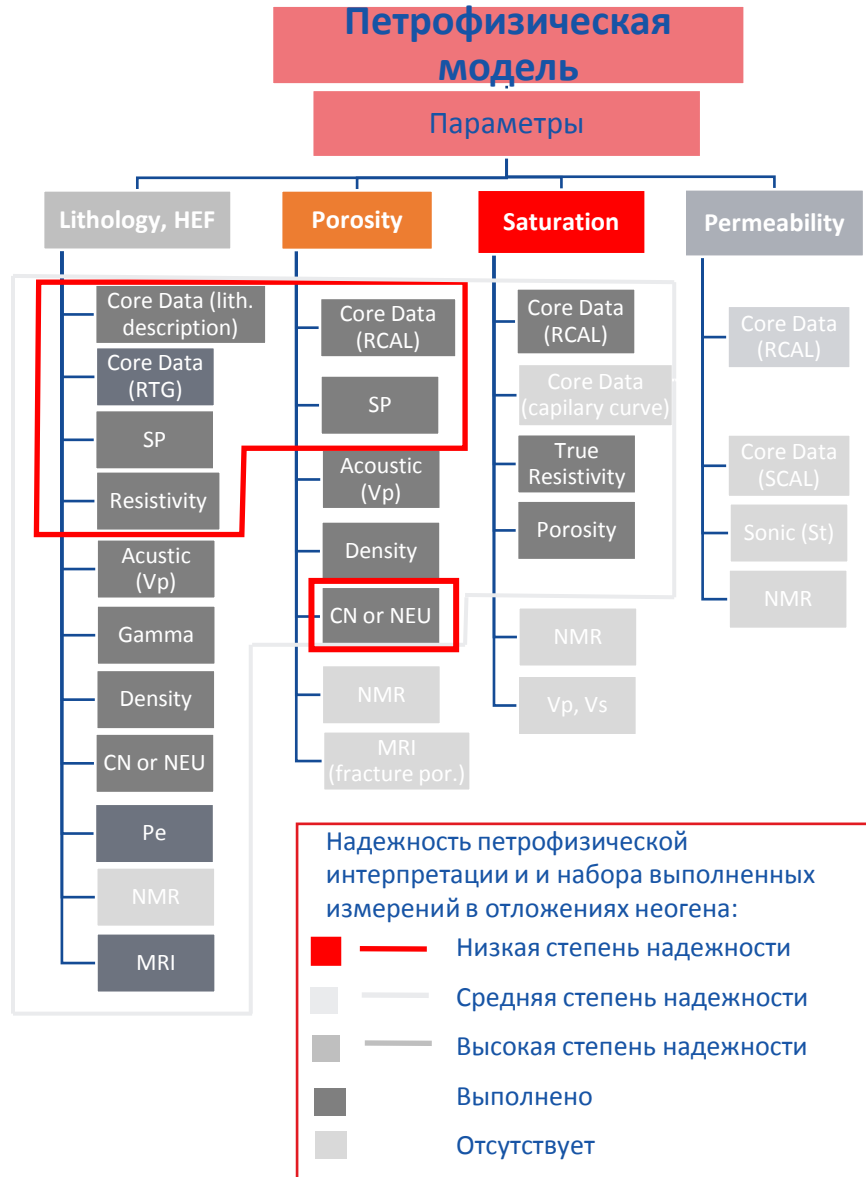 Петрофизическая
модель
Параметры
Lithology, HEF
Porosity
Saturation
Permeability
Core Data (lith.
description)
Core Data
(RTG)
SP
Resistivity
Acustic
(Vp)
Gamma
Density
CN or NEU
Pe
NMR
MRI
Core Data
(RCAL)
SP
Acoustic
(Vp)
Density
CN or NEU
NMR
MRI
(fracture por.)
Core Data
(RCAL)
Core Data
(capilary curve)
True
Resistivity
Porosity
NMR
Vp, Vs
Core Data
(RCAL)
Core Data
(SCAL)
Sonic (St)
NMR
Надежность петрофизической
интерпретации и и набора выполненных
измерений в отложениях неогена:
Низкая степень надежности
Средняя степень надежности
Высокая степень надежности
Выполнено
Отсутствует